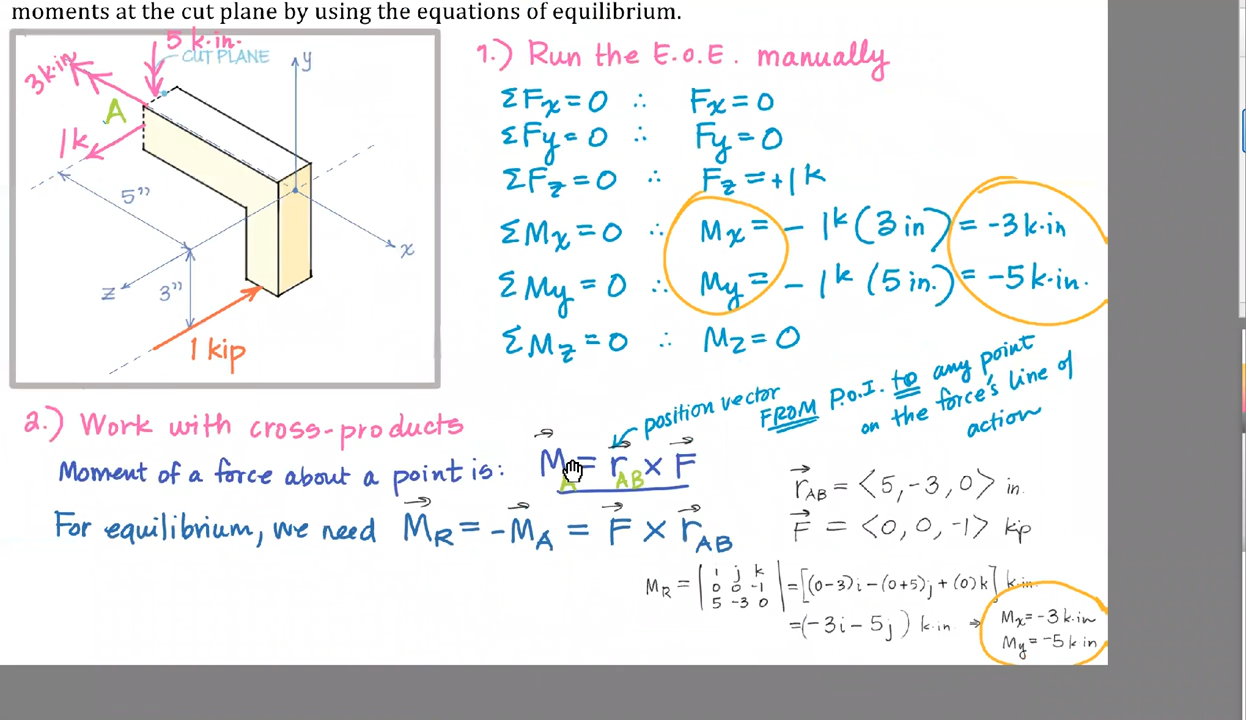 moments at the cut plane by using the equations of equilibrium.
5 k·in.
CUT PLANE
3k·in
A
1k
5"
y
x
z
3"
1 kip
1.) Run the E.o.E. manually
ΣFx = 0 ∴ Fx = 0
ΣFy = 0 ∴ Fy = 0
ΣFz = 0 ∴ Fz = +1k
ΣMx = 0 ∴ Mx = - 1k (3 in) = -3 k·in
ΣMy = 0 ∴ My = - 1k (5 in.) = -5 k·in.
ΣMz = 0 ∴ Mz = 0
2.) Work with cross-products
position vector
FROM P.o.I. to any point
on the force's line of
action
Moment of a force about a point is: M⃗A = r⃗AB × F⃗
For equilibrium, we need M⃗R = -M⃗A = F⃗ × r⃗AB
r⃗AB = <5, -3, 0> in.
F⃗ = <0, 0, -1> kip
MR = | i j k | = [(0-3)i - (0+5)j + (0)k] k·in
0 0 -1
5 -3 0
= (-3i - 5j) k·in ⇒ Mx = -3 k·in
My = -5 k·in